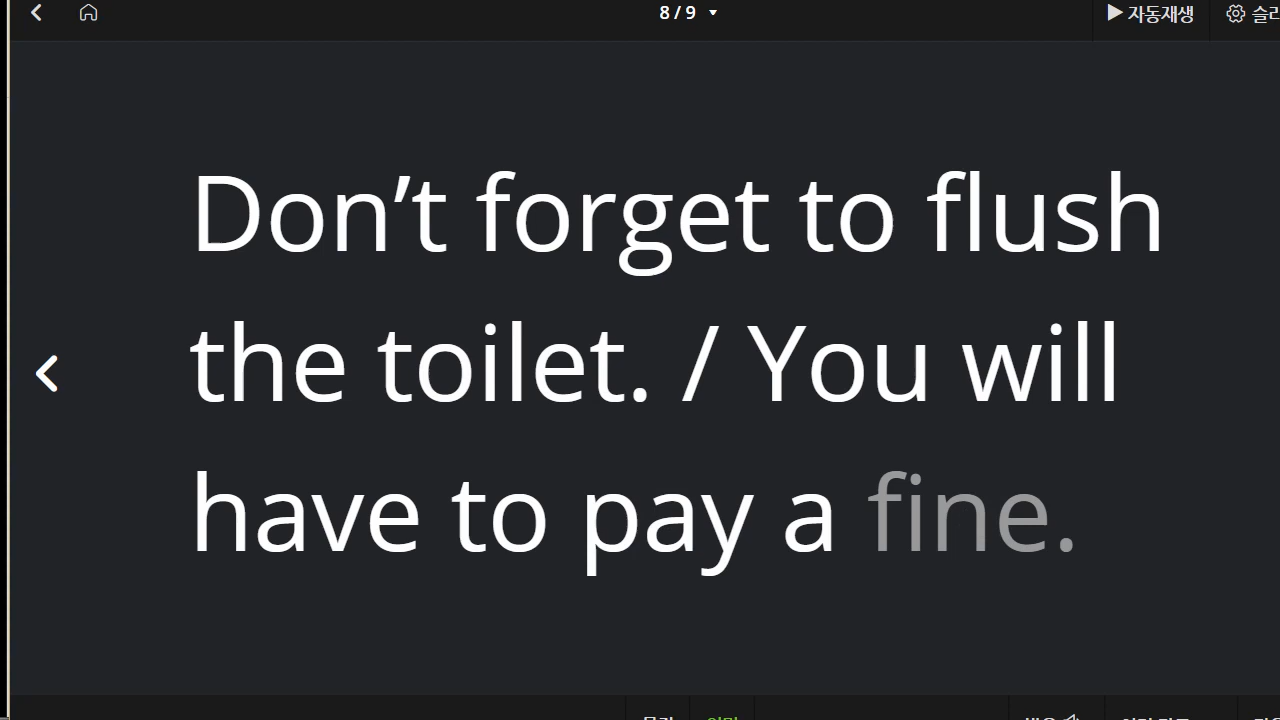 8 / 9
▶ 자동재생
Don’t forget to flush
the toilet. / You will
have to pay a fine.